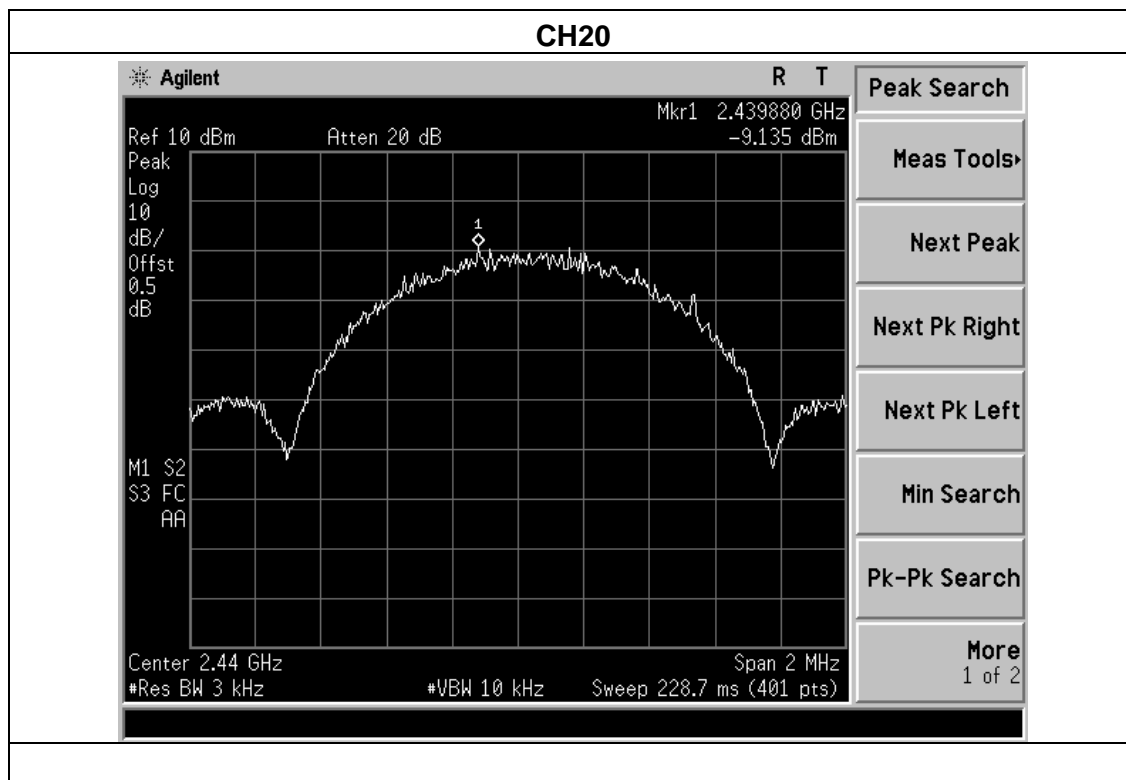 CH20
Agilent R T
Peak Search
Mkr1 2.439880 GHz
Ref 10 dBm Atten 20 dB -9.135 dBm
Peak
Log
10
dB/
Offst
0.5
dB
1
M1 S2
S3 FC
AA
Center 2.44 GHz Span 2 MHz
#Res BW 3 kHz #VBW 10 kHz Sweep 228.7 ms (401 pts)
Meas Tools
Next Peak
Next Pk Right
Next Pk Left
Min Search
Pk-Pk Search
More
1 of 2